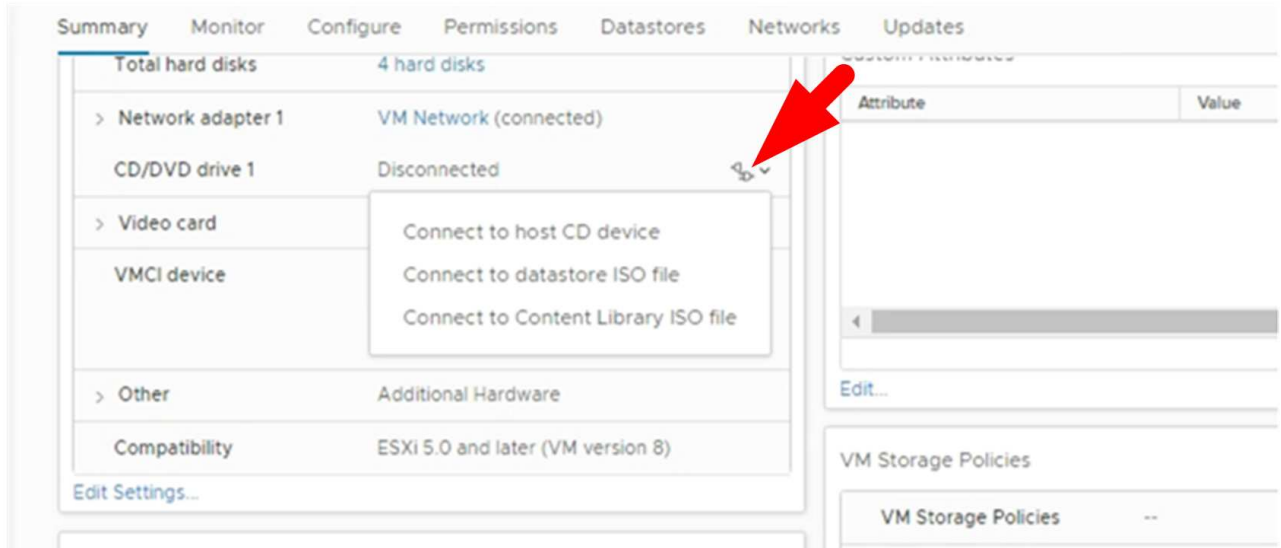 Summary Monitor Configure Permissions Datastores Networks Updates
Total hard disks 4 hard disks
Network adapter 1 VM Network (connected)
CD/DVD drive 1 Disconnected
Connect to host CD device
Connect to datastore ISO file
Connect to Content Library ISO file
Video card
VMCI device
Other Additional Hardware
Compatibility ESXi 5.0 and later (VM version 8)
Edit Settings...
Custom Attributes
Attribute Value
Edit...
VM Storage Policies
VM Storage Policies --